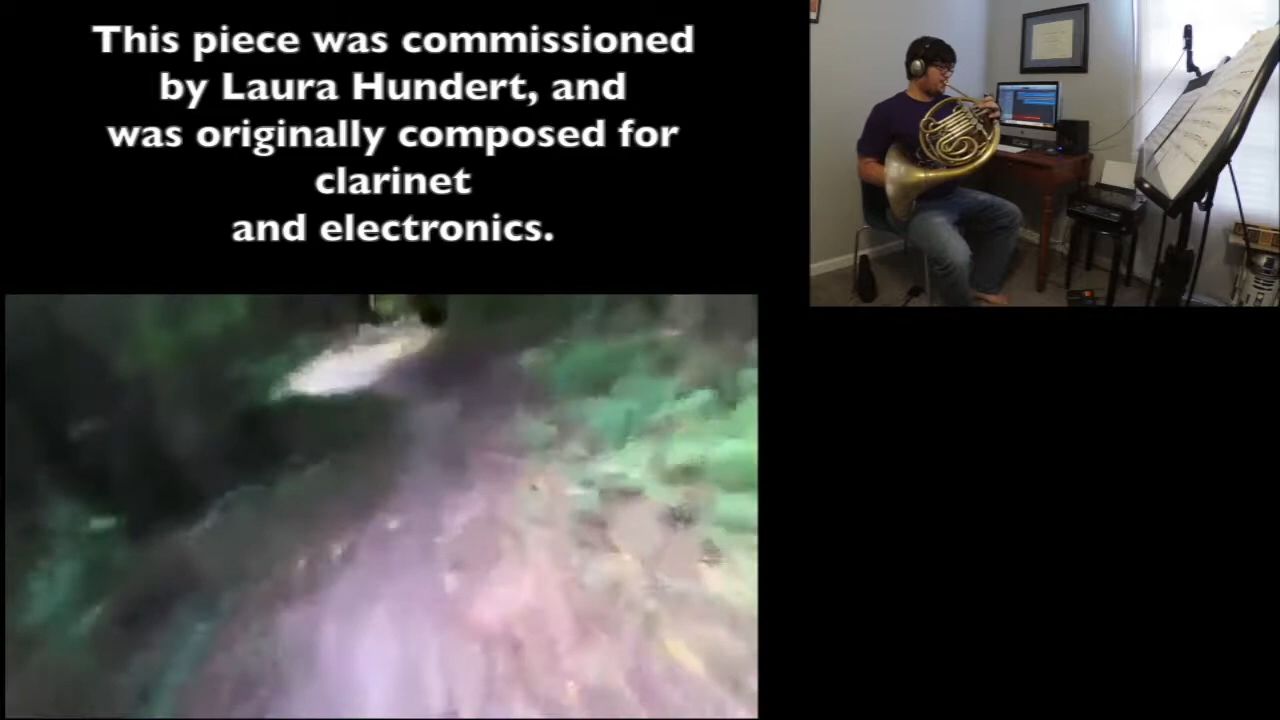 This piece was commissioned
by Laura Hundert, and
was originally composed for
clarinet
and electronics.